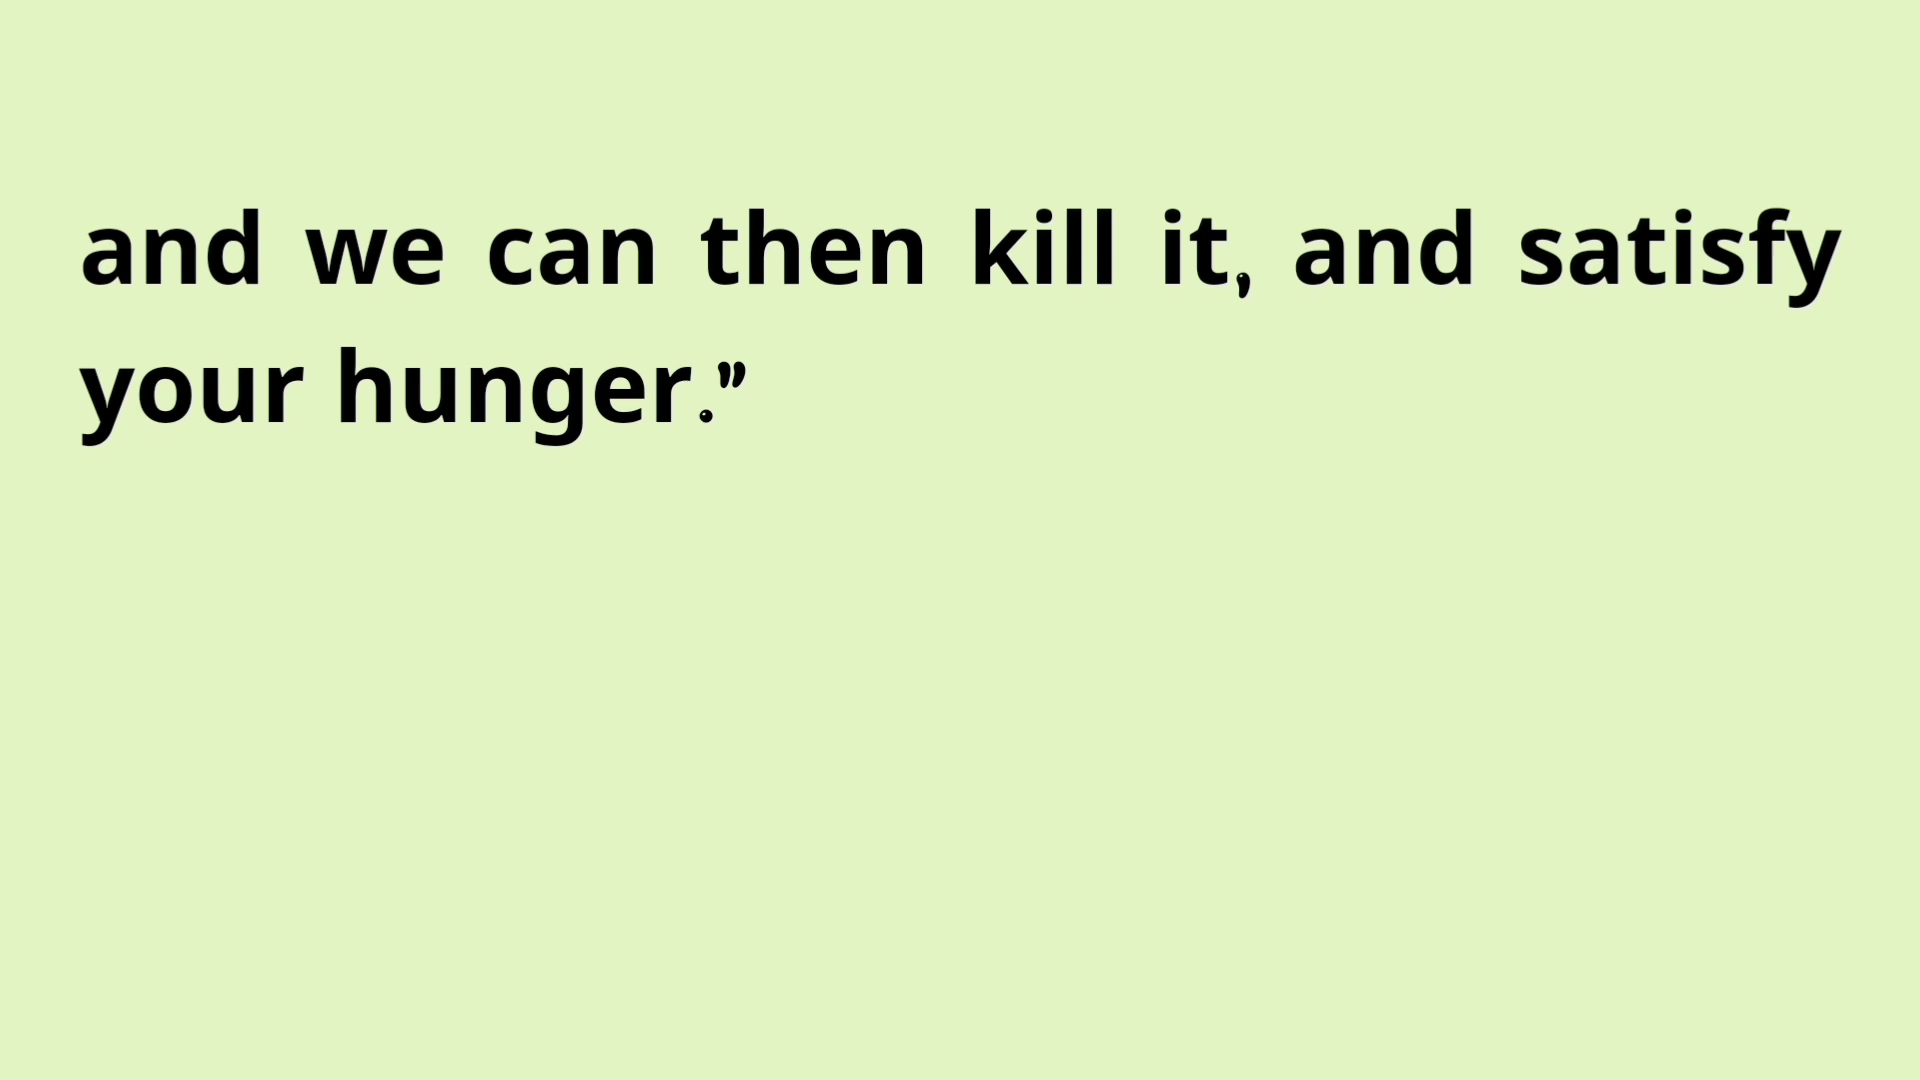 and we can then kill it, and satisfy
your hunger.”